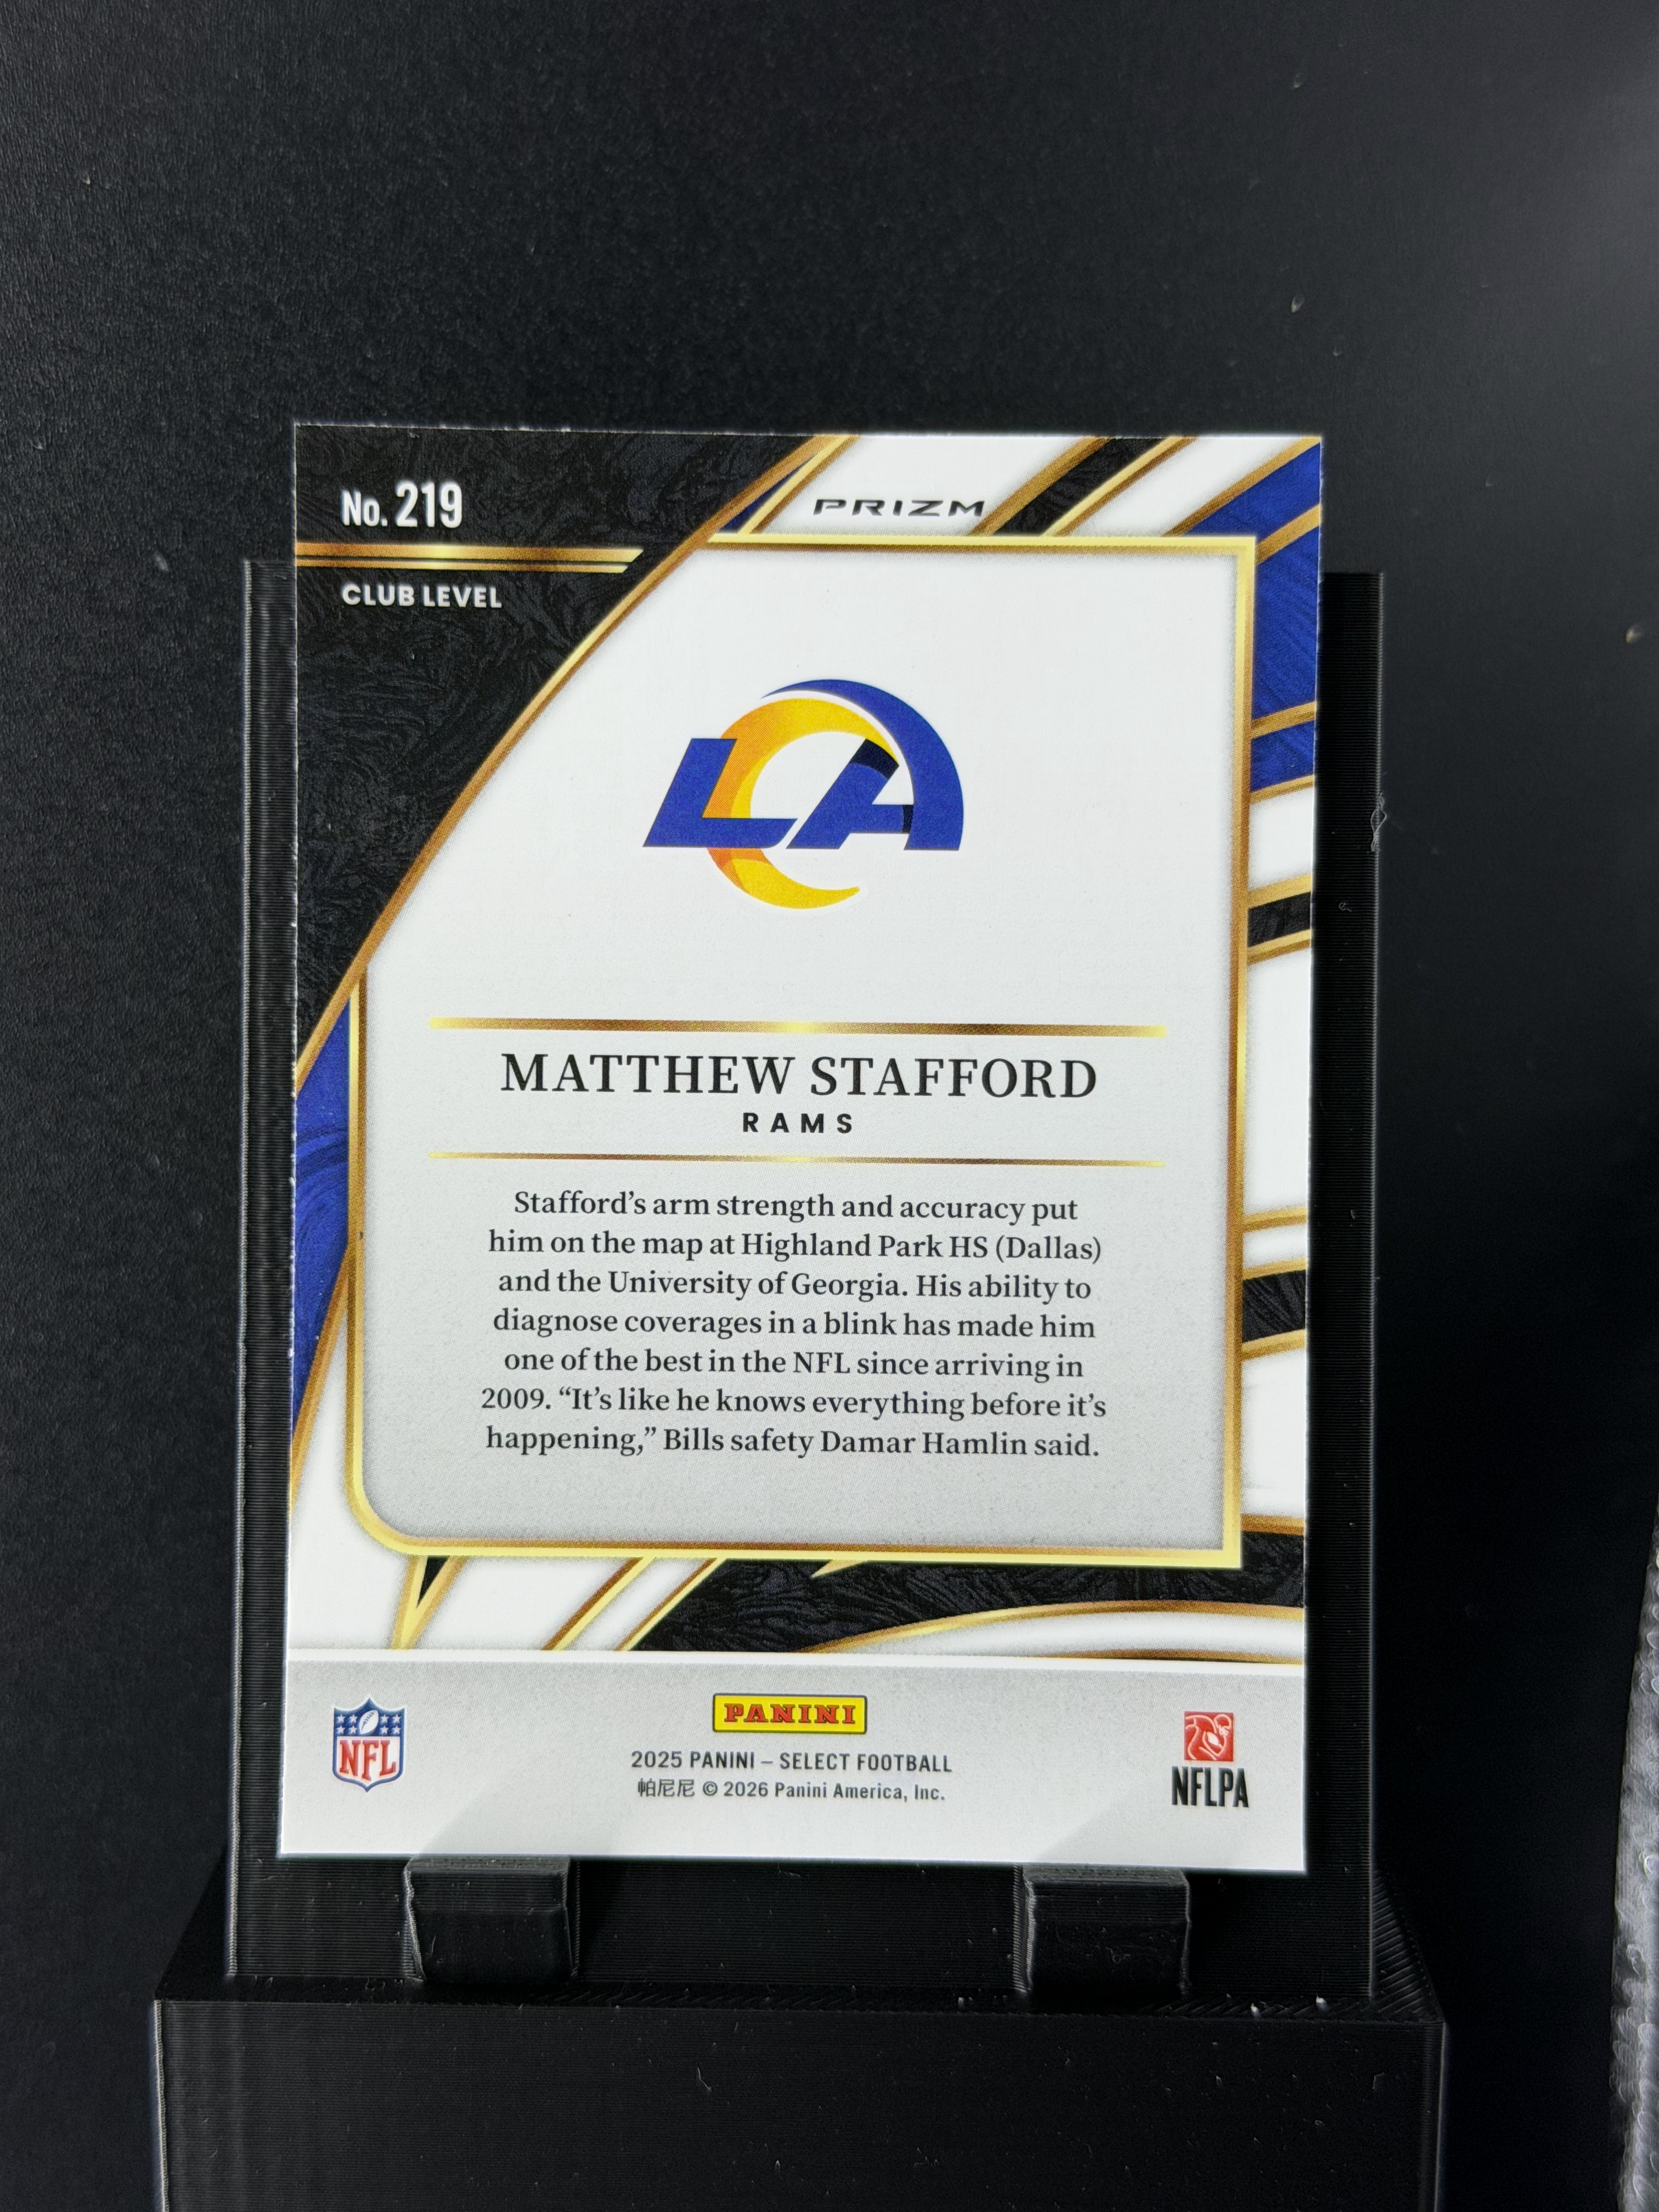 No. 219
PRIZM
CLUB LEVEL
LA
MATTHEW STAFFORD
RAMS
Stafford's arm strength and accuracy put
him on the map at Highland Park HS (Dallas)
and the University of Georgia. His ability to
diagnose coverages in a blink has made him
one of the best in the NFL since arriving in
2009. “It's like he knows everything before it's
happening,” Bills safety Damar Hamlin said.
NFL
PANINI
2025 PANINI – SELECT FOOTBALL
帕尼尼 © 2026 Panini America, Inc.
NFLPA